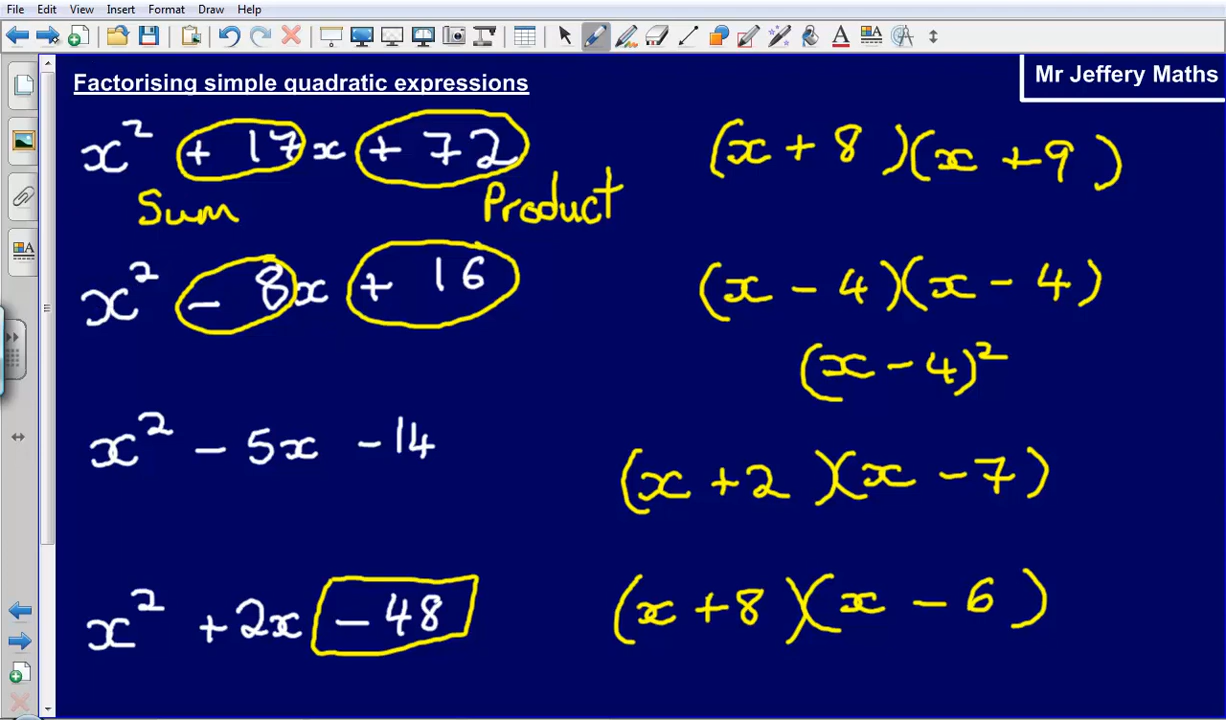 File Edit View Insert Format Draw Help
Factorising simple quadratic expressions
Mr Jeffery Maths
x² + 17x + 72 (x + 8)(x + 9)
Sum Product
x² - 8x + 16 (x - 4)(x - 4)
(x - 4)²
x² - 5x - 14 (x + 2)(x - 7)
x² + 2x - 48 (x + 8)(x - 6)